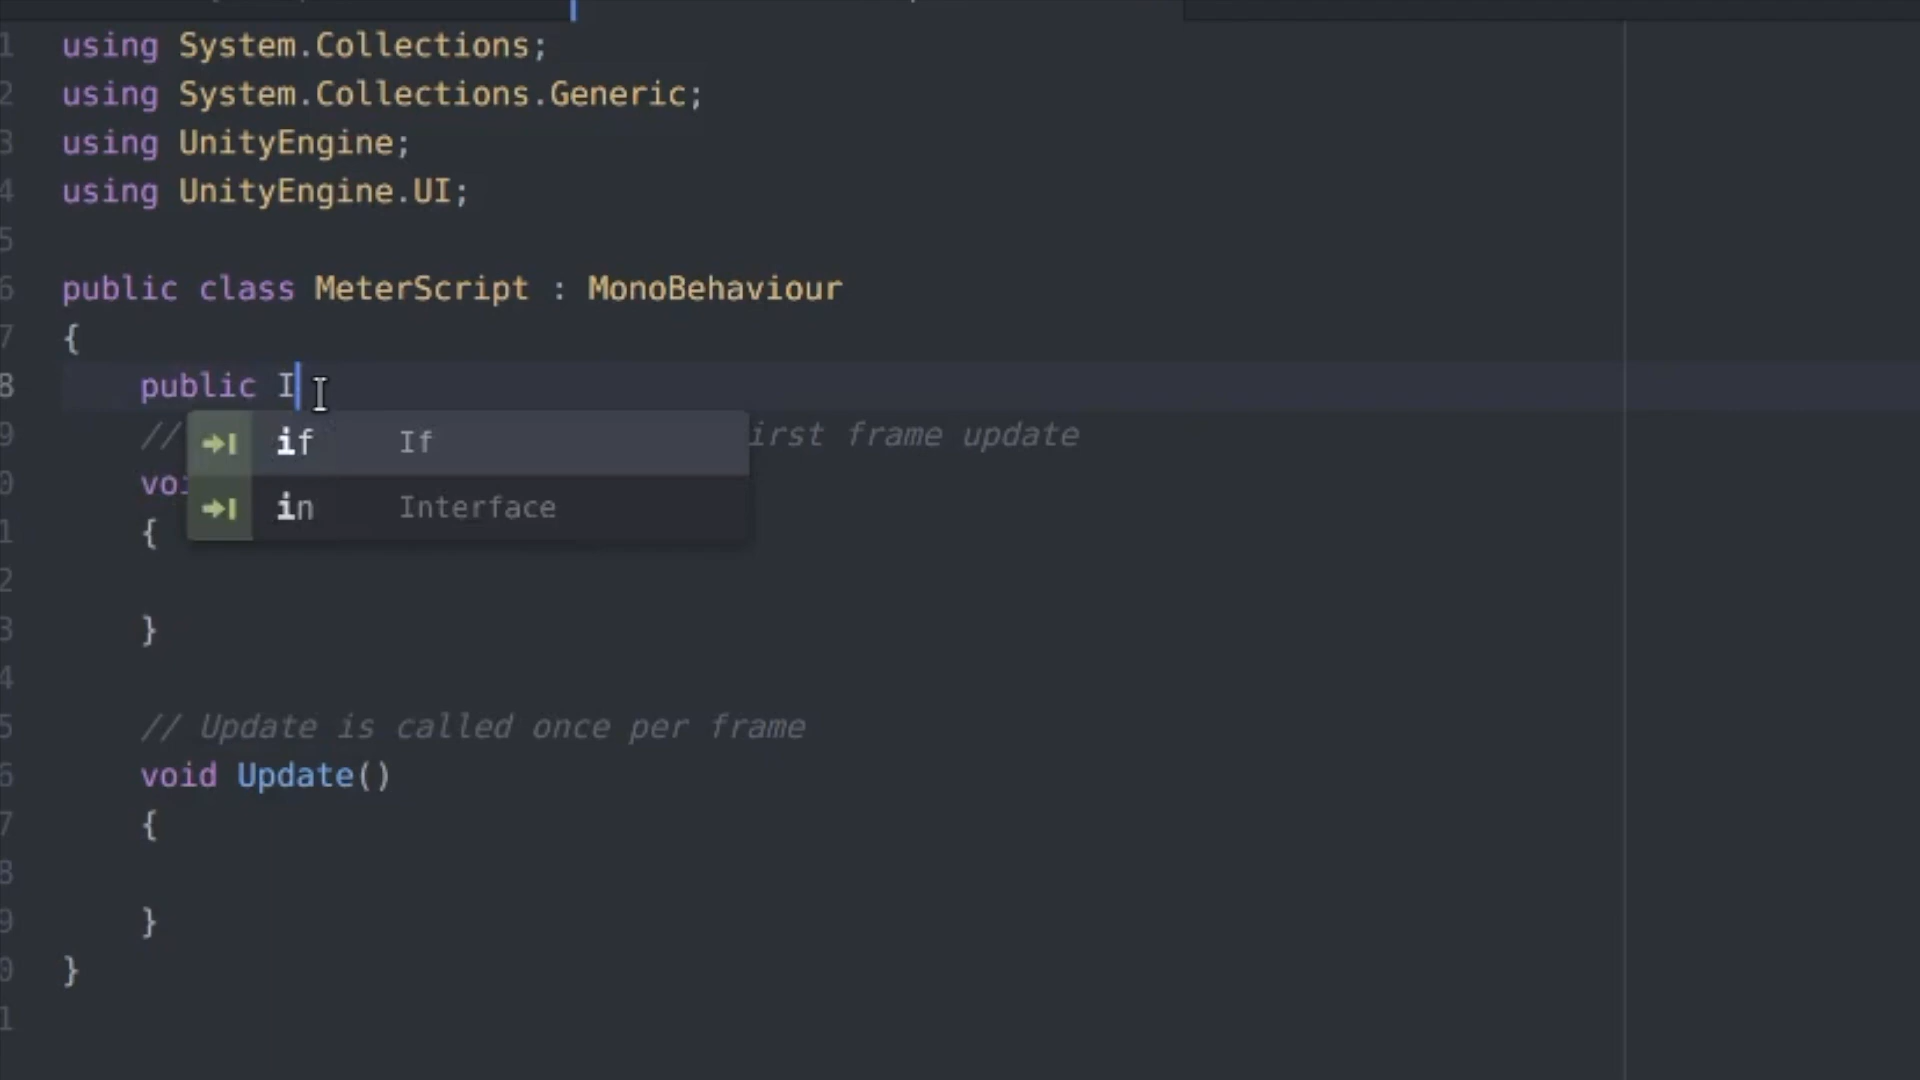 1 using System.Collections;
2 using System.Collections.Generic;
3 using UnityEngine;
4 using UnityEngine.UI;
5
6 public class MeterScript : MonoBehaviour
7 {
8 public I
if If
in Interface
9 // irst frame update
0 voi
1 {
2
3 }
4
5 // Update is called once per frame
6 void Update()
7 {
8
9 }
0 }
1